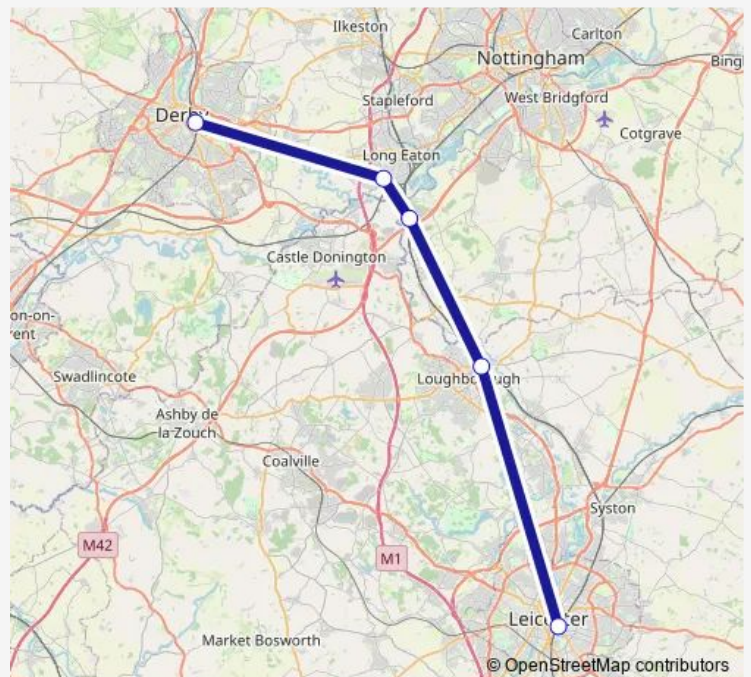 Ilkeston
Carlton
Nottingham
Bing
Stapleford
West Bridgford
Derby
Cotgrave
Long Eaton
Castle Donington
on-on-
ent
Swadlincote
Loughborough
Ashby de
la Zouch
Coalville
Syston
M42
M1
Leicester
Market Bosworth
© OpenStreetMap contributors